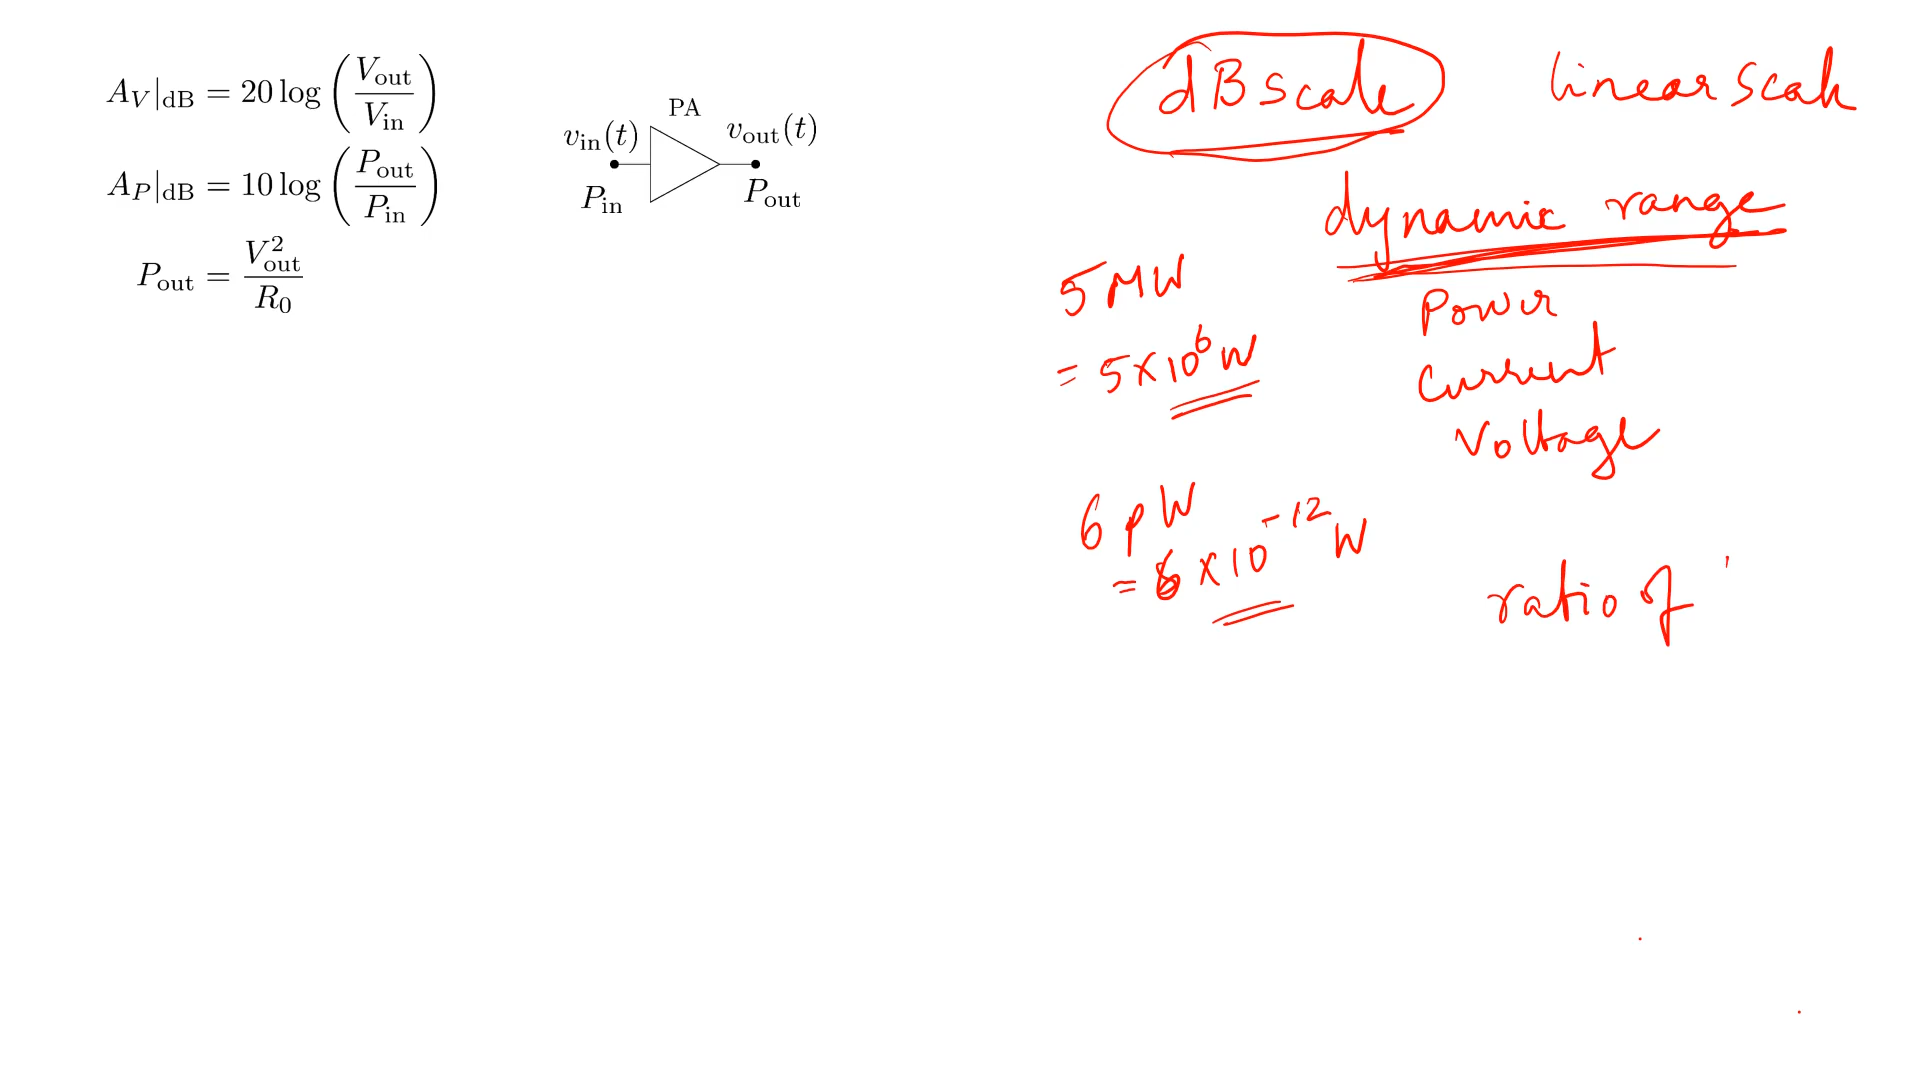 A_V|_dB = 20 log (V_out / V_in)
A_P|_dB = 10 log (P_out / P_in)
P_out = V_out^2 / R_0
PA
v_in(t) v_out(t)
P_in P_out
dB scale linear scale
dynamic range
5 MW
= 5 × 10^6 W
Power
Current
Voltage
6 pW
= 6 × 10^-12 W
ratio of